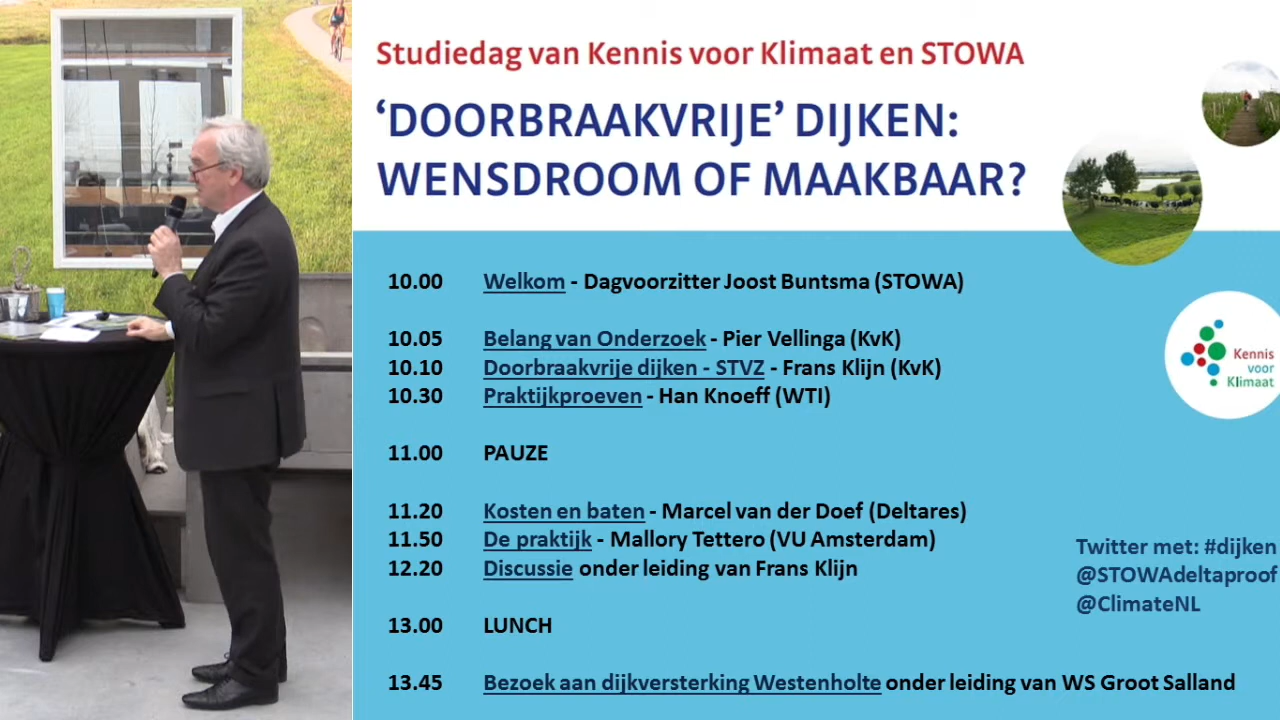 Studiedag van Kennis voor Klimaat en STOWA
‘DOORBRAAKVRIJE’ DIJKEN:
WENSDROOM OF MAAKBAAR?
10.00 Welkom - Dagvoorzitter Joost Buntsma (STOWA)
10.05 Belang van Onderzoek - Pier Vellinga (KvK)
10.10 Doorbraakvrije dijken - STVZ - Frans Klijn (KvK)
10.30 Praktijkproeven - Han Knoeff (WTI)
11.00 PAUZE
11.20 Kosten en baten - Marcel van der Doef (Deltares)
11.50 De praktijk - Mallory Tettero (VU Amsterdam)
12.20 Discussie onder leiding van Frans Klijn
13.00 LUNCH
13.45 Bezoek aan dijkversterking Westenholte onder leiding van WS Groot Salland
Kennis
voor
Klimaat
Twitter met: #dijken
@STOWAdeltaproof
@ClimateNL